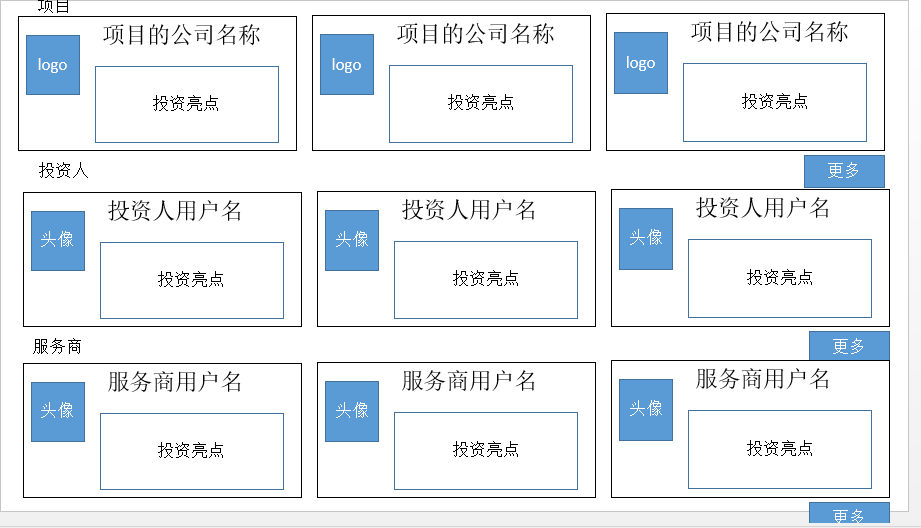 项目
项目的公司名称
项目的公司名称
项目的公司名称
logo
logo
logo
投资亮点
投资亮点
投资亮点
投资人
更多
投资人用户名
投资人用户名
投资人用户名
头像
头像
头像
投资亮点
投资亮点
投资亮点
服务商
更多
服务商用户名
服务商用户名
服务商用户名
头像
头像
头像
投资亮点
投资亮点
投资亮点
更多